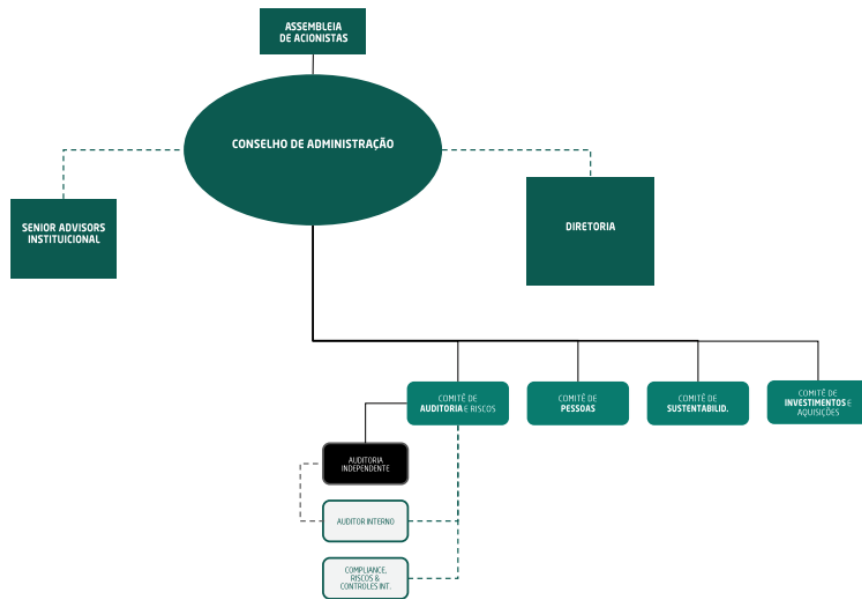 ASSEMBLEIA
DE ACIONISTAS
CONSELHO DE ADMINISTRAÇÃO
SENIOR ADVISORS
INSTITUICIONAL
DIRETORIA
COMITÊ DE
AUDITORIA E RISCOS
COMITÊ DE
PESSOAS
COMITÊ DE
SUSTENTABILID.
COMITÊ DE
INVESTIMENTOS E
AQUISIÇÕES
AUDITORIA
INDEPENDENTE
AUDITOR INTERNO
COMPLIANCE,
RISCOS &
CONTROLES INT.